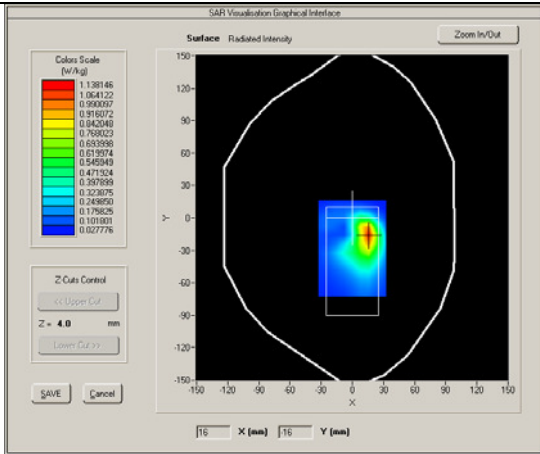 SAR Visualisation Graphical Interface
Surface Radiated Intensity
Zoom In/Out
Colors Scale
(W/kg)
1.138146
1.064122
0.990097
0.916072
0.842048
0.768023
0.693998
0.619974
0.545949
0.471924
0.397899
0.323875
0.249850
0.175825
0.101801
0.027776
Z-Cuts Control
<< Upper Cut
Z = 4.0 mm
Lower Cut >>
SAVE
Cancel
150-
120-
90-
60-
30-
0-
-30-
-60-
-90-
-120-
-150-
Y
-150 -120 -90 -60 -30 0 30 60 90 120 150
X
16 X (mm) -16 Y (mm)